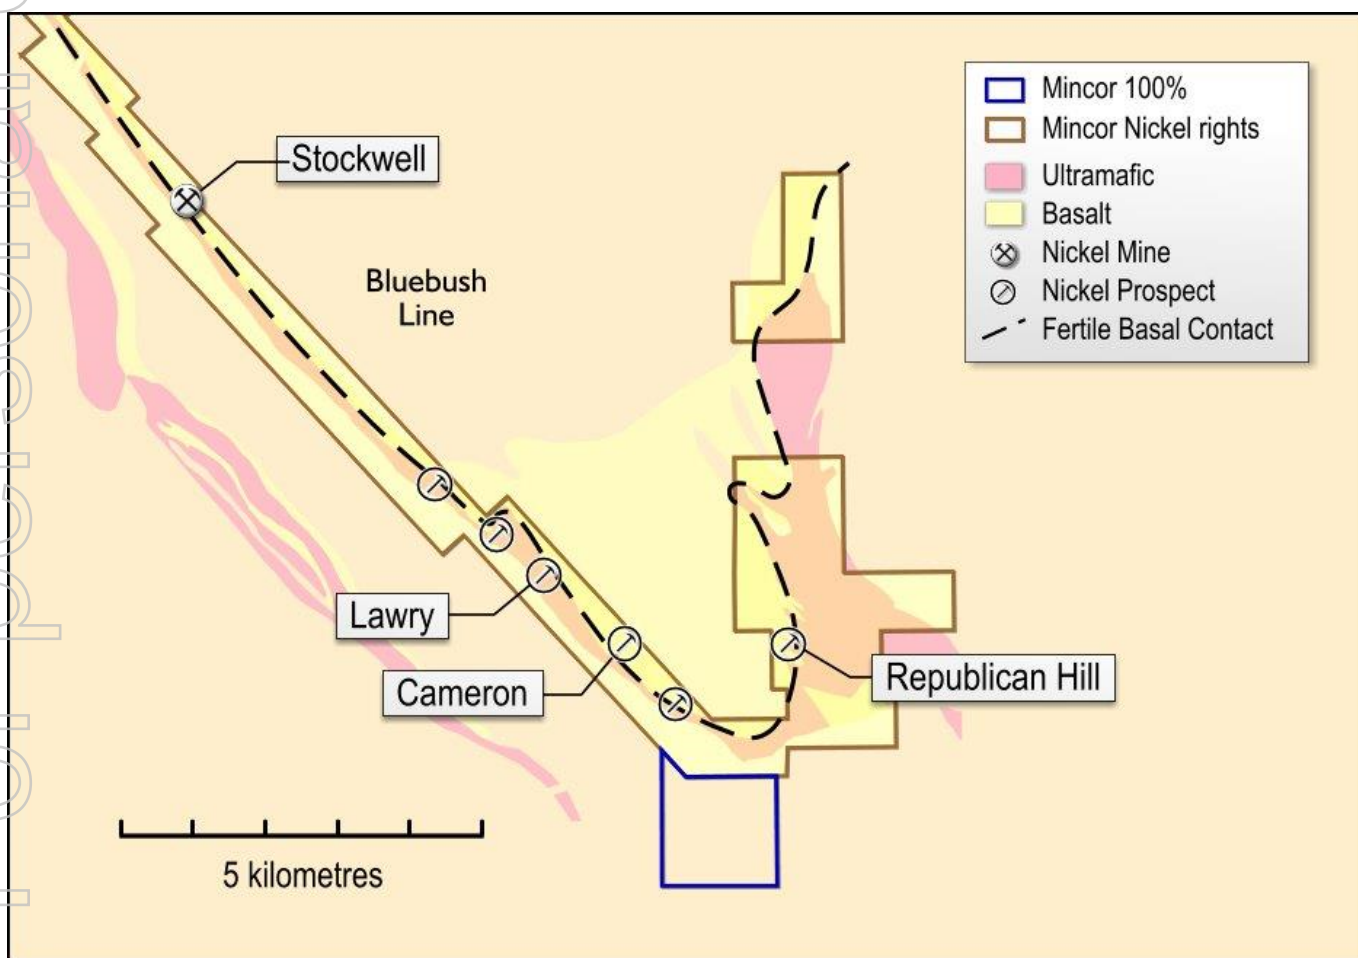 Stockwell
Bluebush
Line
Lawry
Cameron
Republican Hill
5 kilometres
Mincor 100%
Mincor Nickel rights
Ultramafic
Basalt
Nickel Mine
Nickel Prospect
Fertile Basal Contact